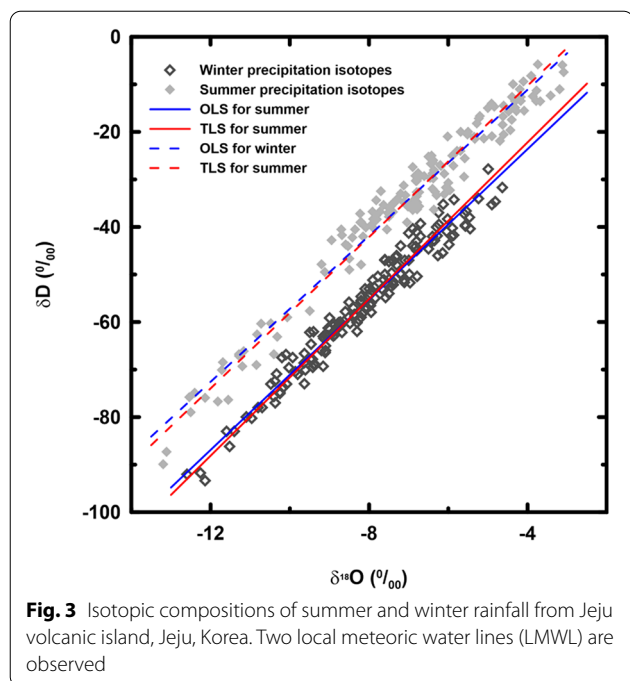 0
Winter precipitation isotopes
Summer precipitation isotopes
OLS for summer
TLS for summer
OLS for winter
TLS for summer
-20
-40
-60
-80
-100
δD (⁰/₀₀)
-12
-8
-4
δ¹⁸O (⁰/₀₀)
Fig. 3 Isotopic compositions of summer and winter rainfall from Jeju
volcanic island, Jeju, Korea. Two local meteoric water lines (LMWL) are
observed